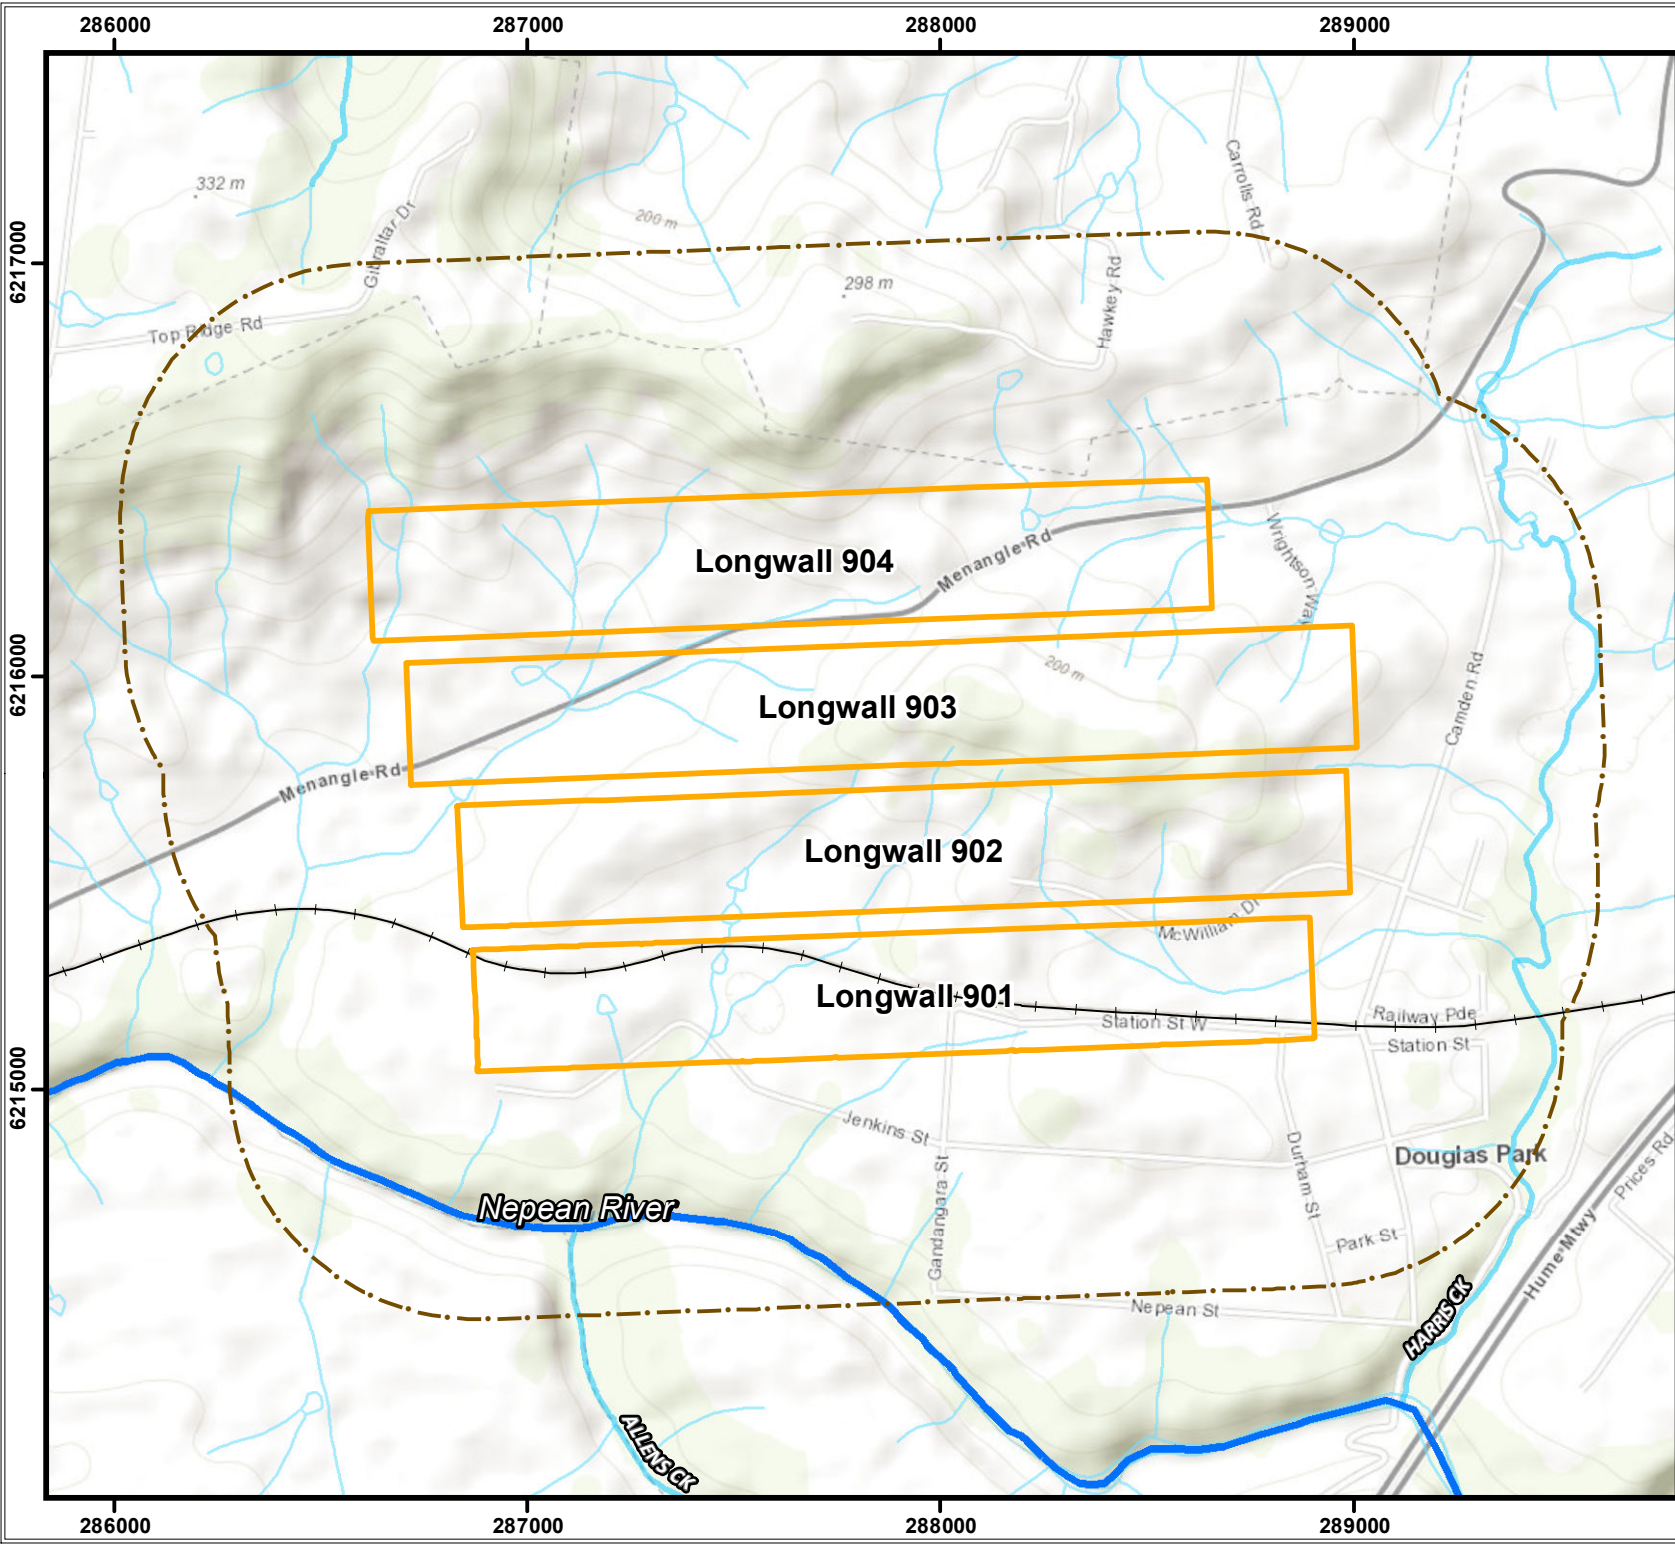 286000
287000
288000
289000
Carrolls Rd
332 m
200 m
Gibraltar Dr
6217000
298 m
Hawkey Rd
Top Ridge Rd
Wrightson Way
Menangle Rd
Longwall 904
6216000
200 m
Camden Rd
Longwall 903
Menangle Rd
Longwall 902
McWilliam Dr
Longwall 901
Railway Pde
Station St W
Station St
6215000
Jenkins St
Durham St
Douglas Park
Prices Rd
Gandangara St
Nepean River
Park St
Hume Mtwy
Nepean St
HARRIS CK
ALLENS CK
286000
287000
288000
289000